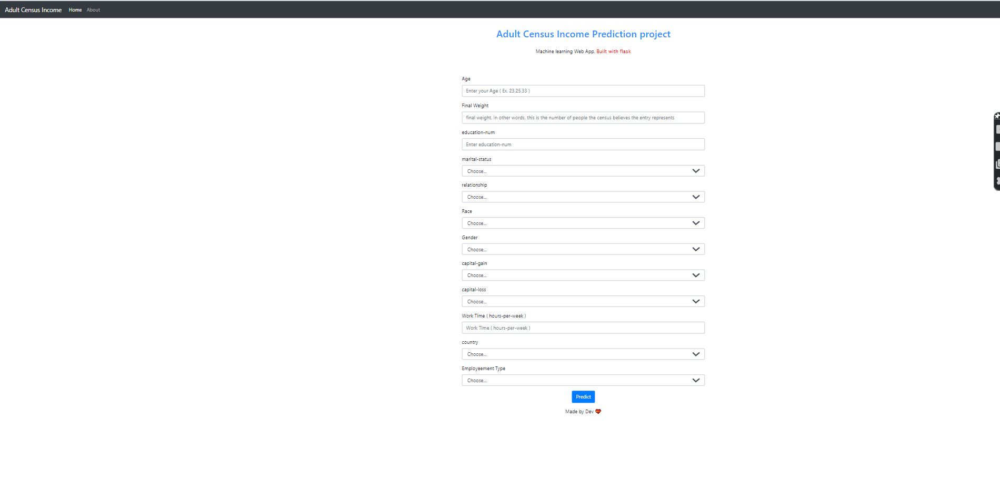 Adult Census Income Home About
Adult Census Income Prediction project
Machine learning Web App. Built with flask
Age
Enter your Age ( Ex. 23,25,33 )
Final Weight
final weight. In other words, this is the number of people the census believes the entry represents
education-num
Enter education-num
marital-status
Choose...
relationship
Choose...
Race
Choose...
Gender
Choose...
capital-gain
Choose...
capital-loss
Choose...
Work Time ( hours-per-week )
Work Time ( hours-per-week )
country
Choose...
Employeement Type
Choose...
Predict
Made by Dev